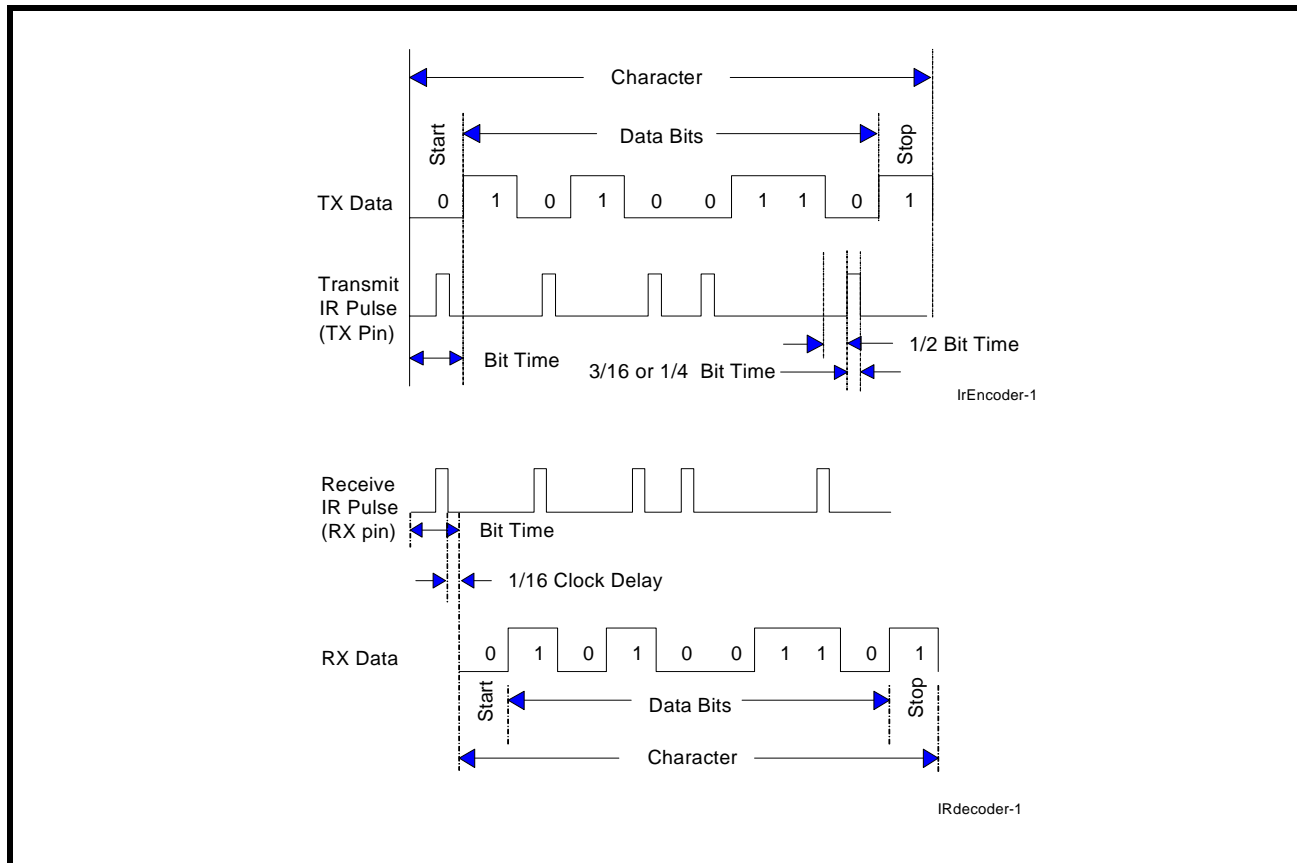 Character
Start
Data Bits
Stop
TX Data
0 1 0 1 0 0 1 1 0 1
Transmit
IR Pulse
(TX Pin)
Bit Time
1/2 Bit Time
3/16 or 1/4 Bit Time
IrEncoder-1
Receive
IR Pulse
(RX pin)
Bit Time
1/16 Clock Delay
RX Data
0 1 0 1 0 0 1 1 0 1
Start
Data Bits
Stop
Character
IRdecoder-1